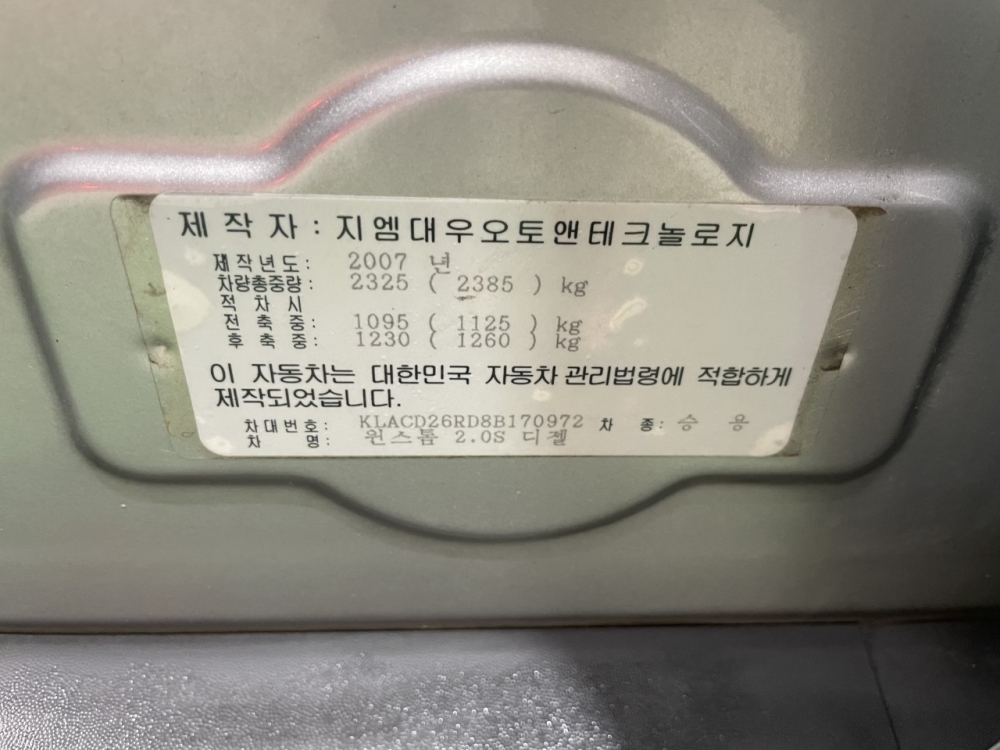 제 작 자 : 지엠대우오토앤테크놀로지
제작년도 : 2007 년
차량총중량 : 2325 ( 2385 ) kg
적 차 시
전 축 중 : 1095 ( 1125 ) kg
후 축 중 : 1230 ( 1260 ) kg
이 자동차는 대한민국 자동차 관리법령에 적합하게
제작되었습니다.
차대번호 : KLACD26RD8B170972 차 종 : 승 용
차 명 : 윈스톰 2.0S 디젤